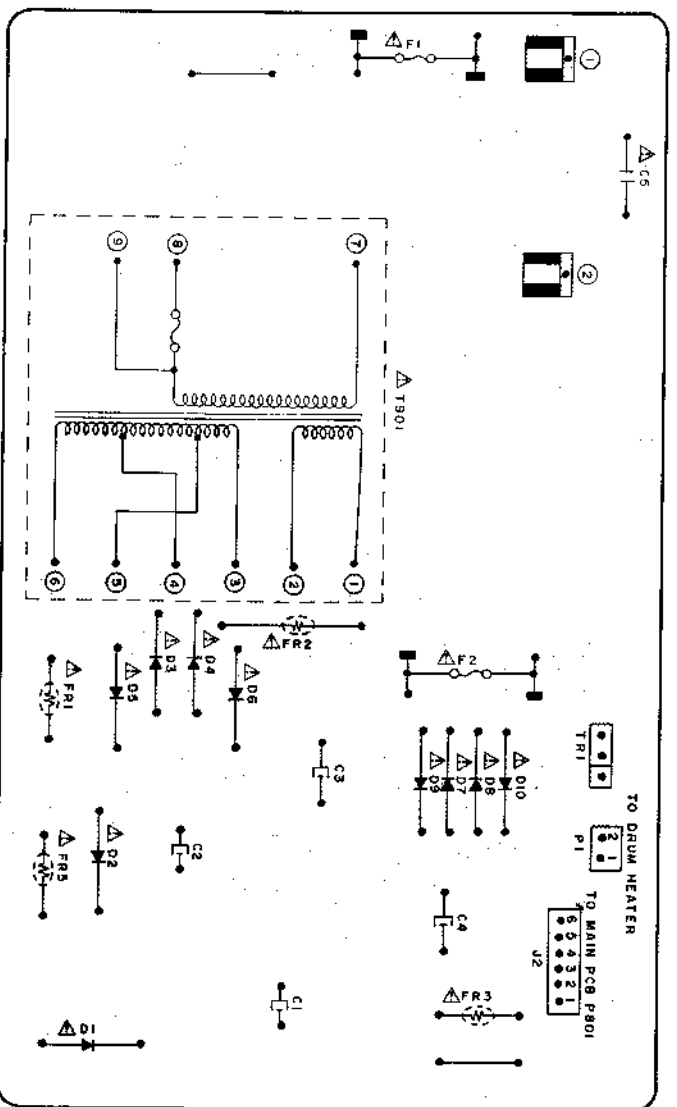 F1
1
C5
2
9
8
7
T801
6
5
4
3
2
1
FR2
F2
FR1
D5
D3
D4
D6
C3
D9
D7
D8
D10
TR1
TO DRUM HEATER
P1
2 1
FR5
D2
C2
C4
TO MAIN PCB P801
6 5 4 3 2 1
J2
C1
FR3
D1